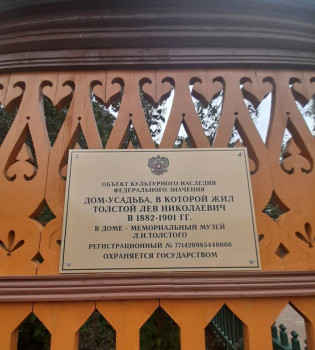 ОБЪЕКТ КУЛЬТУРНОГО НАСЛЕДИЯ
ФЕДЕРАЛЬНОГО ЗНАЧЕНИЯ
ДОМ-УСАДЬБА, В КОТОРОЙ ЖИЛ
ТОЛСТОЙ ЛЕВ НИКОЛАЕВИЧ
В 1882-1901 ГГ.
В ДОМЕ - МЕМОРИАЛЬНЫЙ МУЗЕЙ
Л.Н.ТОЛСТОГО
РЕГИСТРАЦИОННЫЙ № 771420985440006
ОХРАНЯЕТСЯ ГОСУДАРСТВОМ